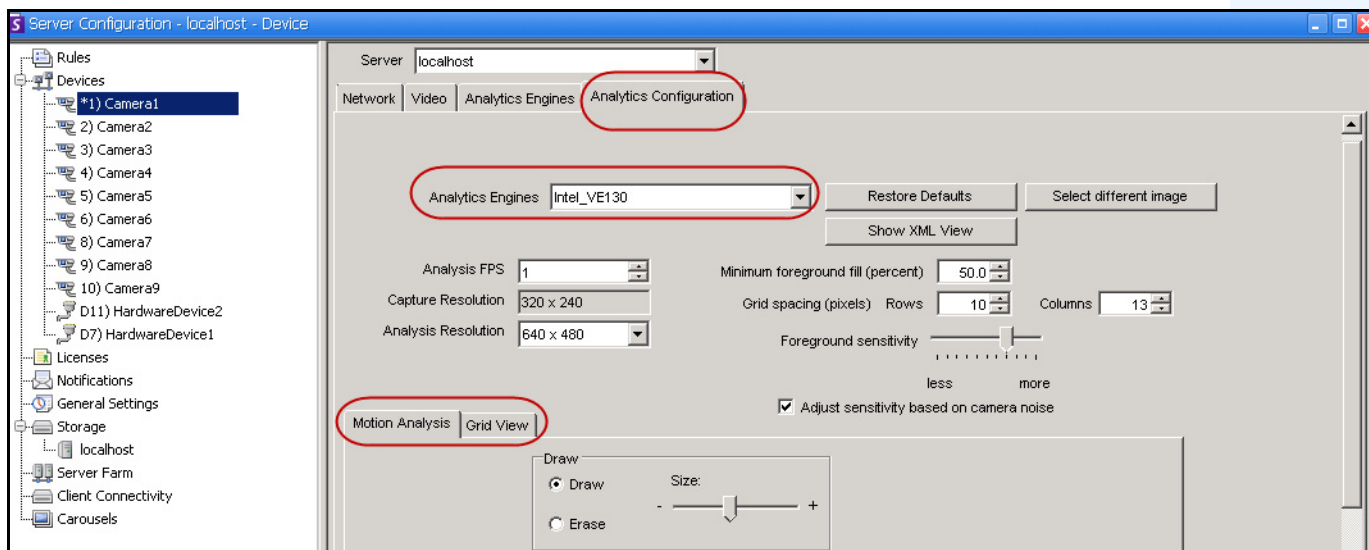 Server Configuration - localhost - Device
Rules
Devices
*1) Camera1
2) Camera2
3) Camera3
4) Camera4
5) Camera5
6) Camera6
8) Camera7
9) Camera8
10) Camera9
D11) HardwareDevice2
D7) HardwareDevice1
Licenses
Notifications
General Settings
Storage
localhost
Server Farm
Client Connectivity
Carousels
Server localhost
Network Video Analytics Engines Analytics Configuration
Analytics Engines Intel_VE130 Restore Defaults Select different image
Show XML View
Analysis FPS 1 Minimum foreground fill (percent) 50.0
Capture Resolution 320 x 240 Grid spacing (pixels) Rows 10 Columns 13
Analysis Resolution 640 x 480 Foreground sensitivity
less more
Adjust sensitivity based on camera noise
Motion Analysis Grid View
Draw
Draw Size:
- +
Erase